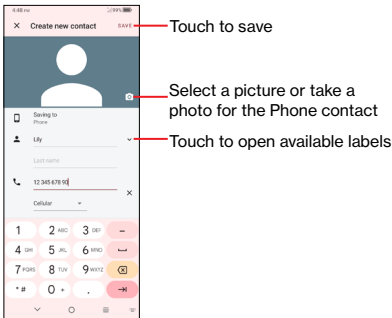 4:48 PM 99%
× Create new contact SAVE
Touch to save
Select a picture or take a
photo for the Phone contact
Saving to
Phone
Lily
Touch to open available labels
Last name
12 345 678 90
Cellular
1 2 ABC 3 DEF -
4 GHI 5 JKL 6 MNO
7 PQRS 8 TUV 9 WXYZ
* # 0 + .